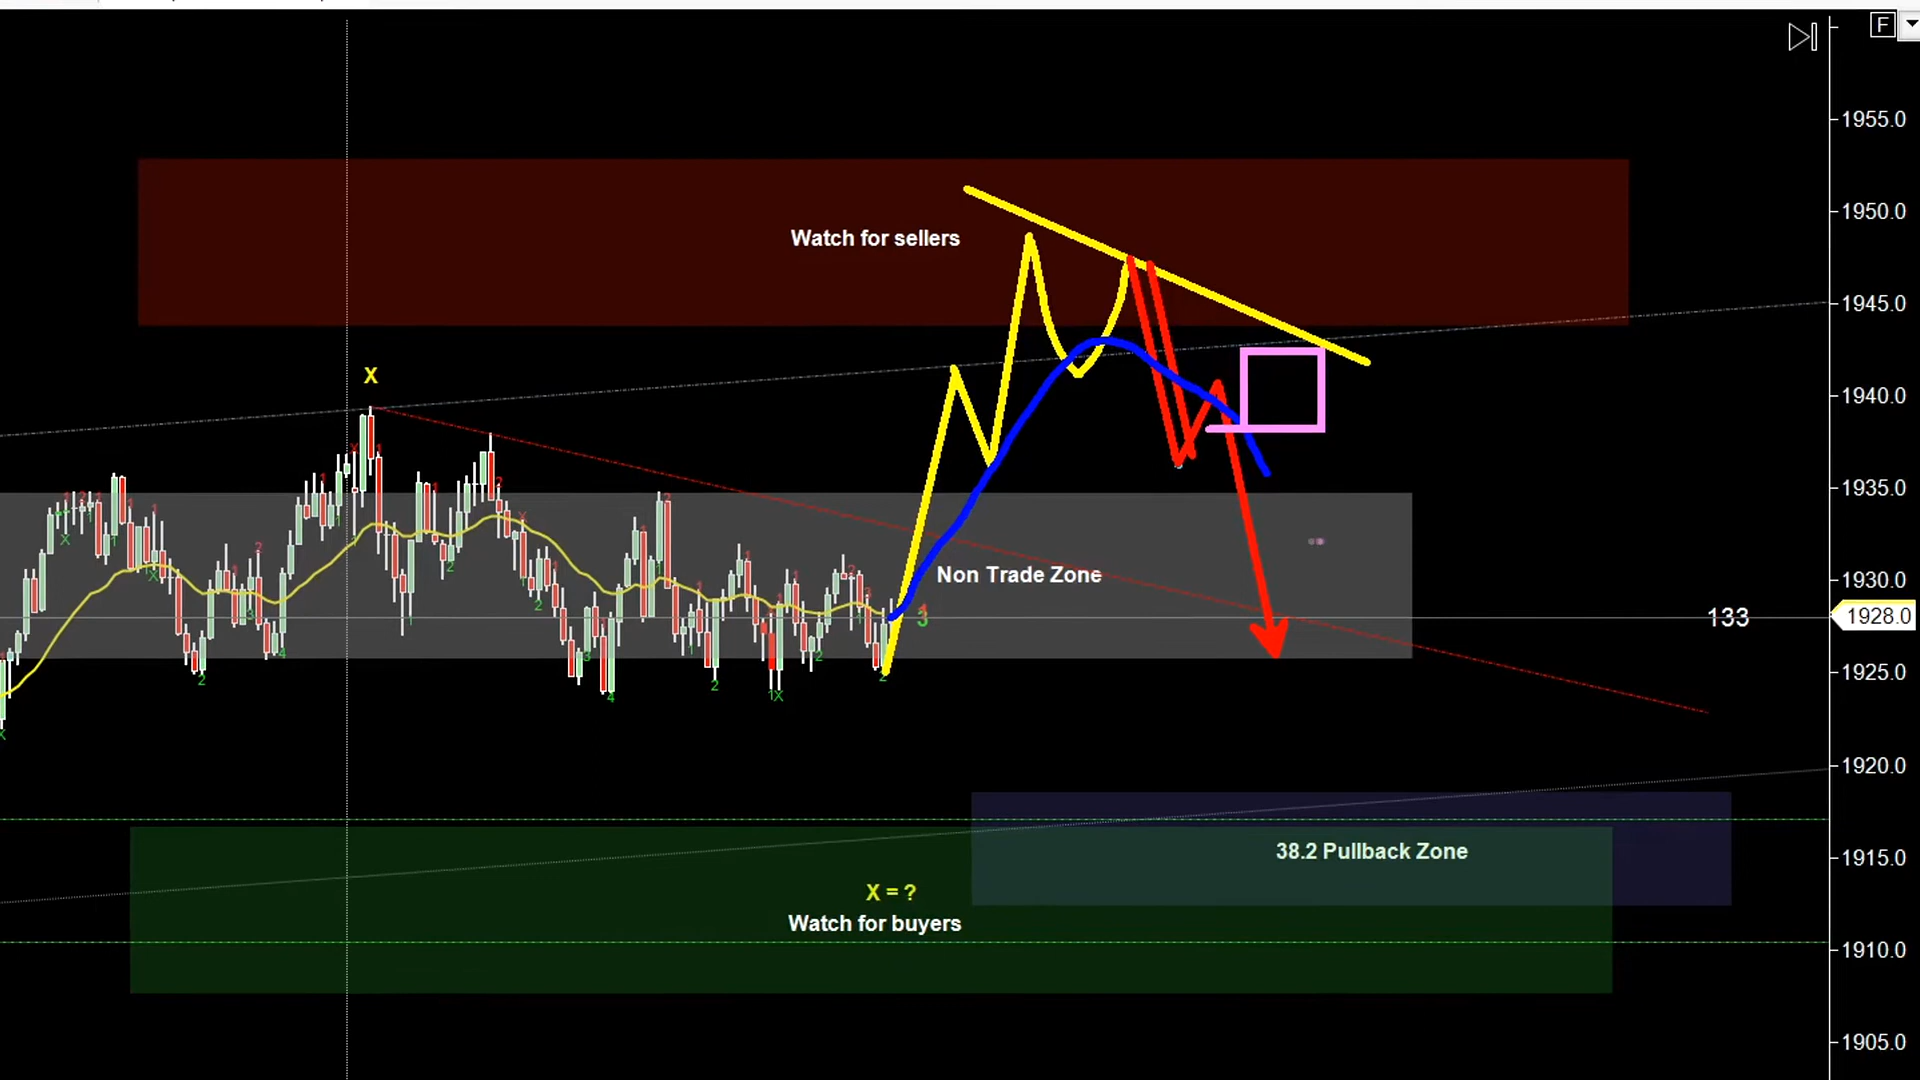 F
1955.0
1950.0
Watch for sellers
1945.0
X
1940.0
1935.0
1930.0
Non Trade Zone
133
1928.0
1925.0
1920.0
1915.0
38.2 Pullback Zone
X = ?
Watch for buyers
1910.0
1905.0